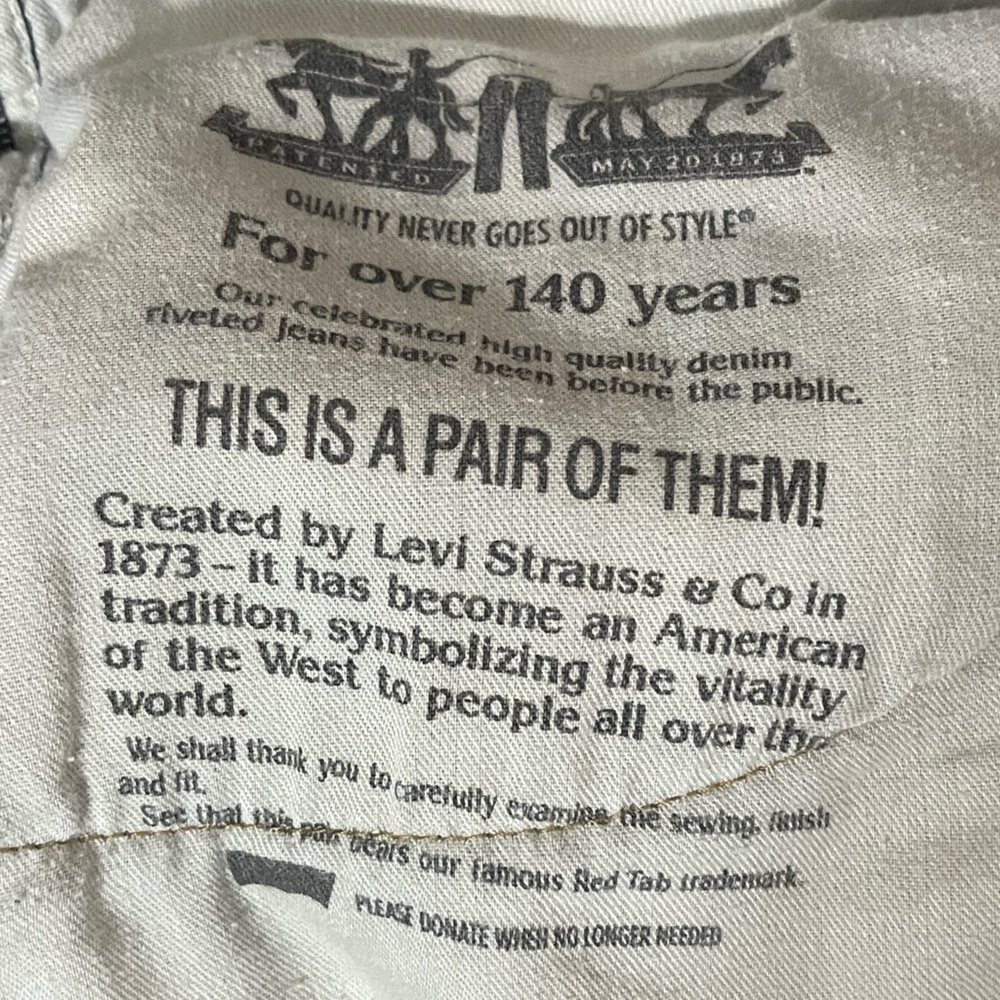 PATENTED MAY 20 1873
QUALITY NEVER GOES OUT OF STYLE®
For over 140 years
Our celebrated high quality denim
riveted jeans have been before the public.
THIS IS A PAIR OF THEM!
Created by Levi Strauss & Co in
1873 – it has become an American
tradition, symbolizing the vitality
of the West to people all over the
world.
We shall thank you to carefully examine the sewing, finish
and fit.
See that this pair bears our famous Red Tab trademark.
PLEASE DONATE WHEN NO LONGER NEEDED